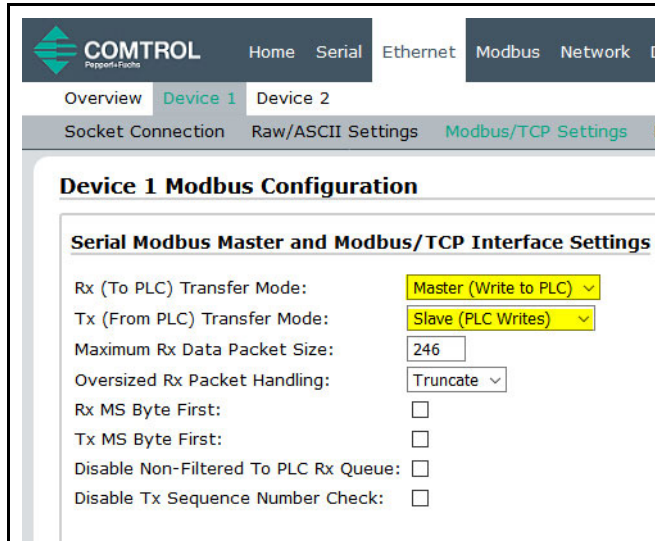 COMTROL
Pepperl+Fuchs
Home Serial Ethernet Modbus Network D
Overview Device 1 Device 2
Socket Connection Raw/ASCII Settings Modbus/TCP Settings
Device 1 Modbus Configuration
Serial Modbus Master and Modbus/TCP Interface Settings
Rx (To PLC) Transfer Mode: Master (Write to PLC)
Tx (From PLC) Transfer Mode: Slave (PLC Writes)
Maximum Rx Data Packet Size: 246
Oversized Rx Packet Handling: Truncate
Rx MS Byte First:
Tx MS Byte First:
Disable Non-Filtered To PLC Rx Queue:
Disable Tx Sequence Number Check: